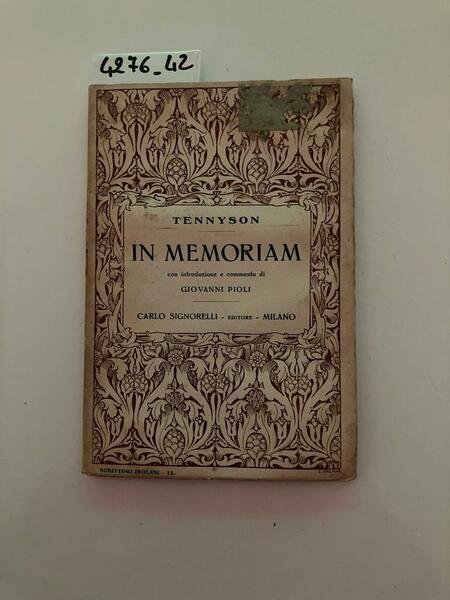 4276_42
TENNYSON
IN MEMORIAM
con introduzione e commento di
GIOVANNI PIOLI
CARLO SIGNORELLI - EDITORE - MILANO
SCRITTORI INGLESI - 11.